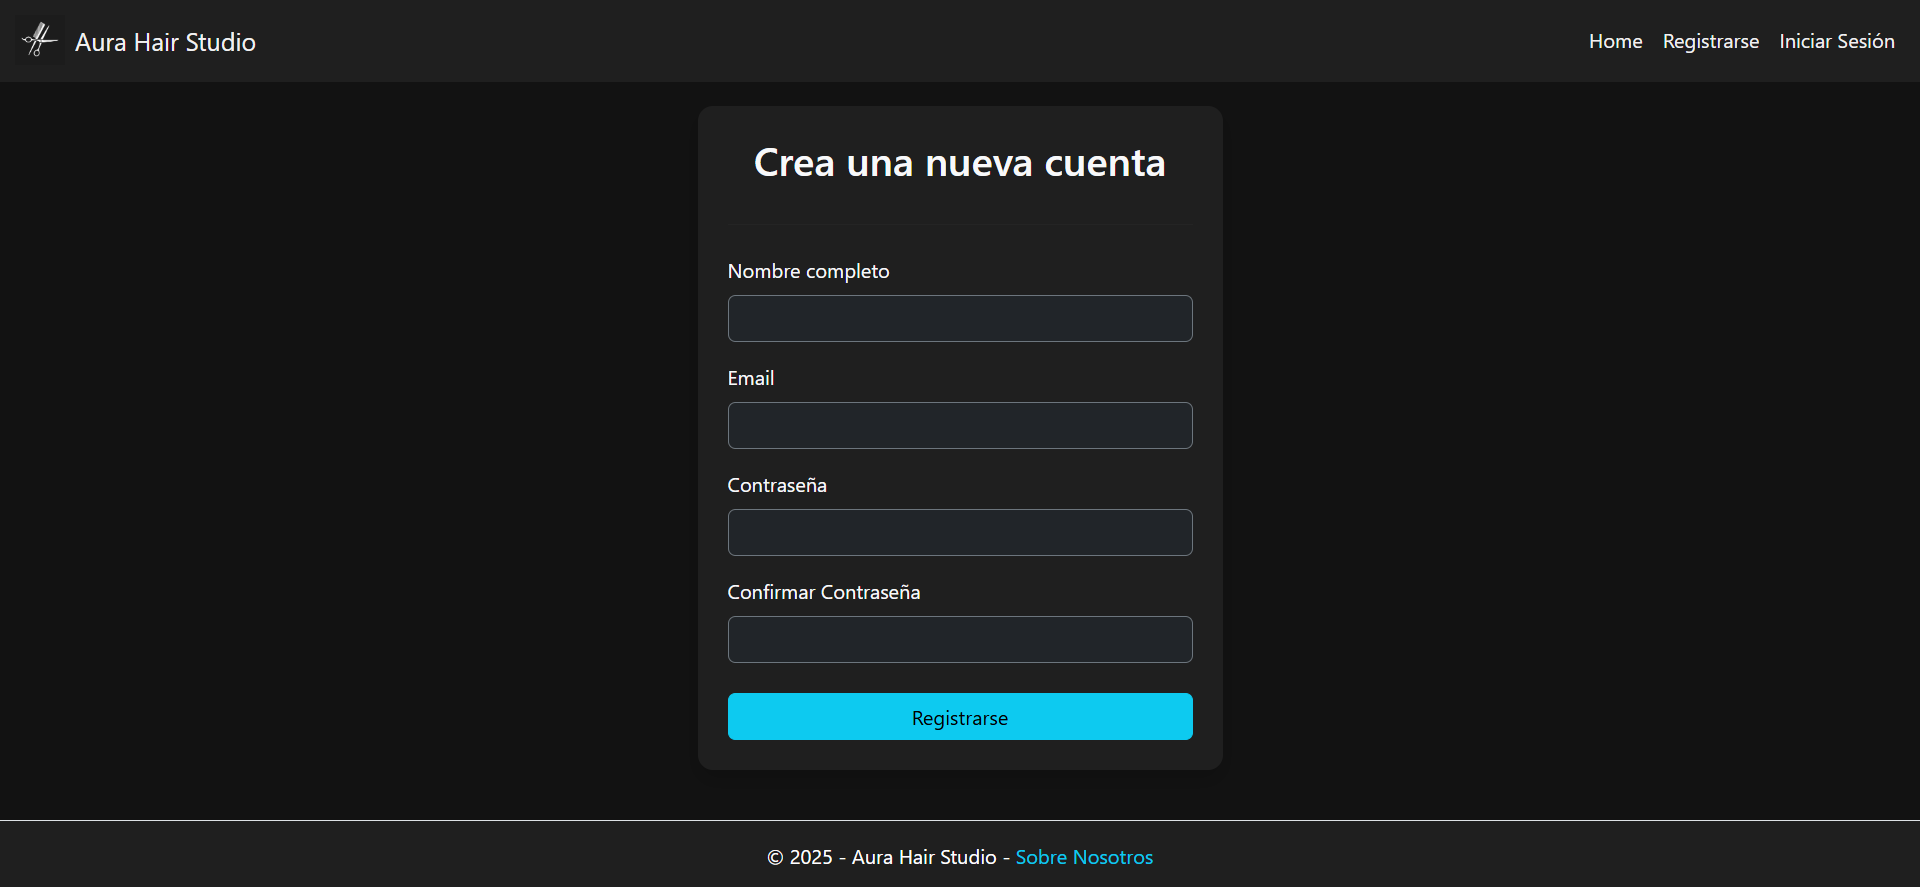 Aura Hair Studio
Home Registrarse Iniciar Sesión
Crea una nueva cuenta
Nombre completo
Email
Contraseña
Confirmar Contraseña
Registrarse
© 2025 - Aura Hair Studio - Sobre Nosotros